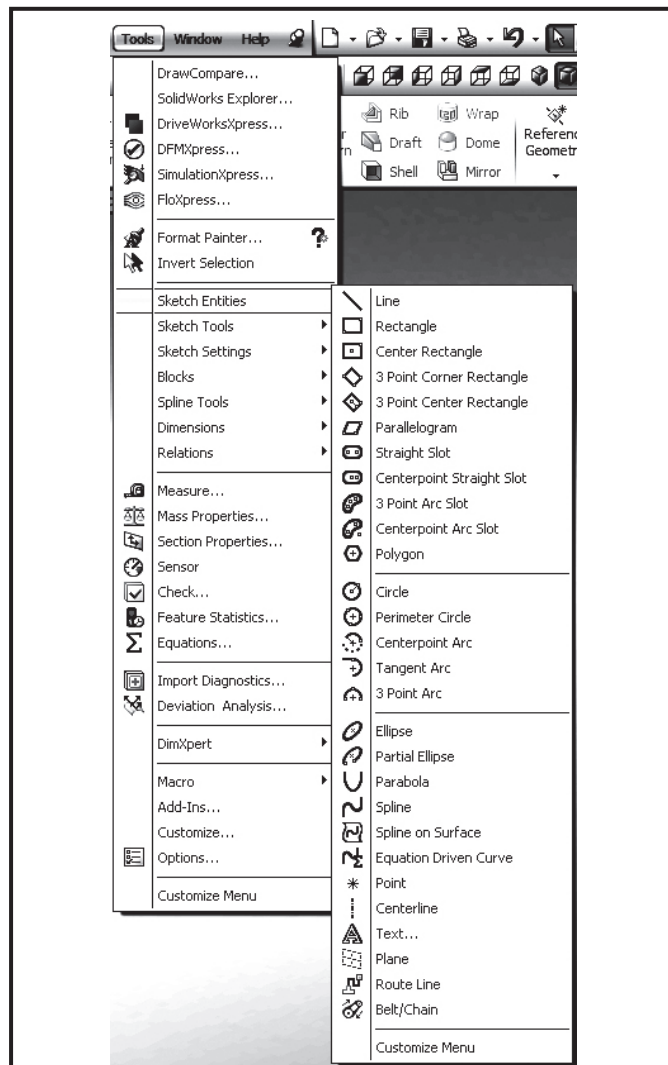 Tools Window Help
DrawCompare...
SolidWorks Explorer...
DriveWorksXpress...
DFMXpress...
SimulationXpress...
FloXpress...
Format Painter...
Invert Selection
Sketch Entities
Sketch Tools
Sketch Settings
Blocks
Spline Tools
Dimensions
Relations
Measure...
Mass Properties...
Section Properties...
Sensor
Check...
Feature Statistics...
Equations...
Import Diagnostics...
Deviation Analysis...
DimXpert
Macro
Add-Ins...
Customize...
Options...
Customize Menu
Rib Wrap
Draft Dome
Shell Mirror
Line
Rectangle
Center Rectangle
3 Point Corner Rectangle
3 Point Center Rectangle
Parallelogram
Straight Slot
Centerpoint Straight Slot
3 Point Arc Slot
Centerpoint Arc Slot
Polygon
Circle
Perimeter Circle
Centerpoint Arc
Tangent Arc
3 Point Arc
Ellipse
Partial Ellipse
Parabola
Spline
Spline on Surface
Equation Driven Curve
Point
Centerline
Text...
Plane
Route Line
Belt/Chain
Customize Menu